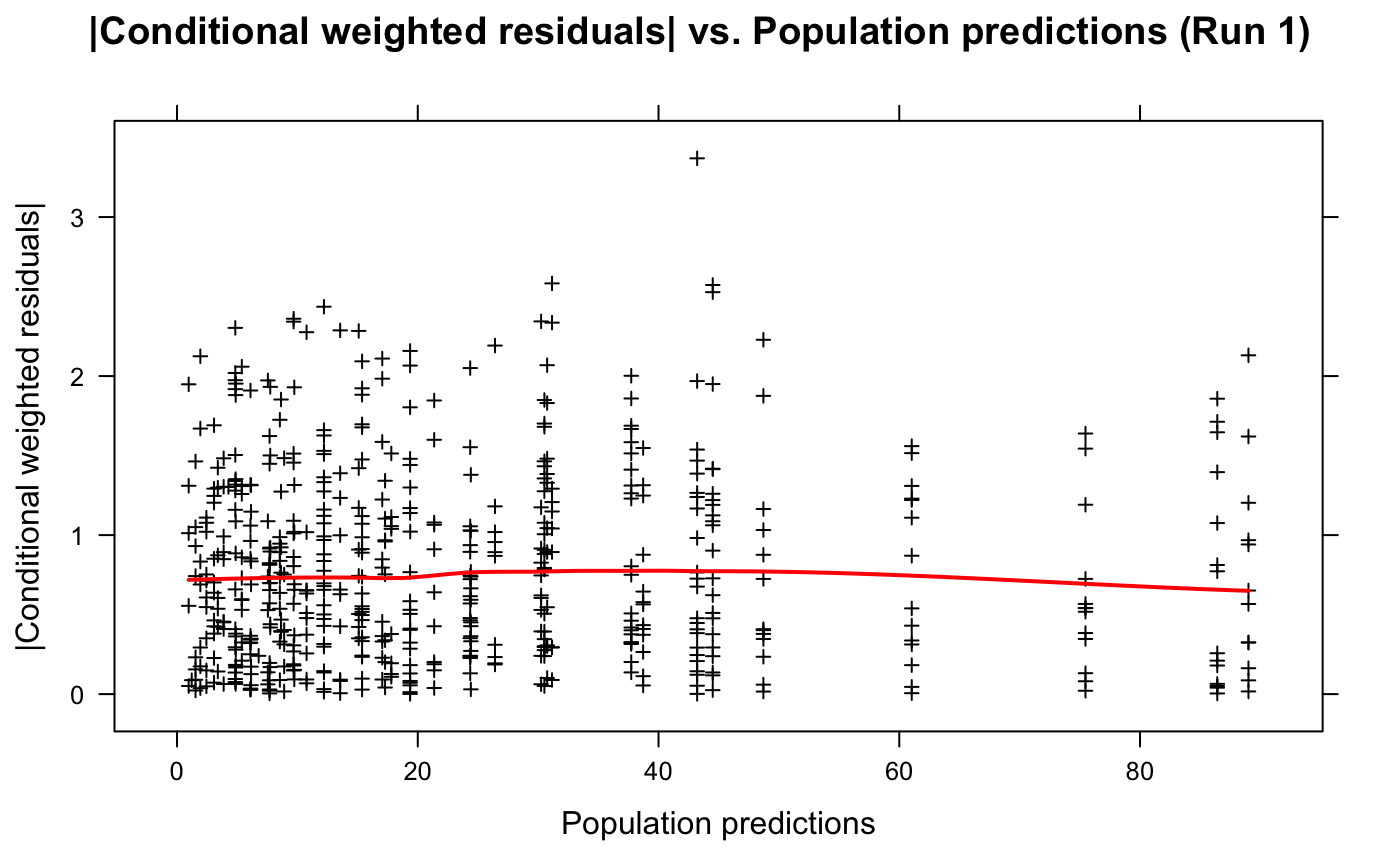 |Conditional weighted residuals| vs. Population predictions (Run 1)
|Conditional weighted residuals|
3
2
1
0
0 20 40 60 80
Population predictions